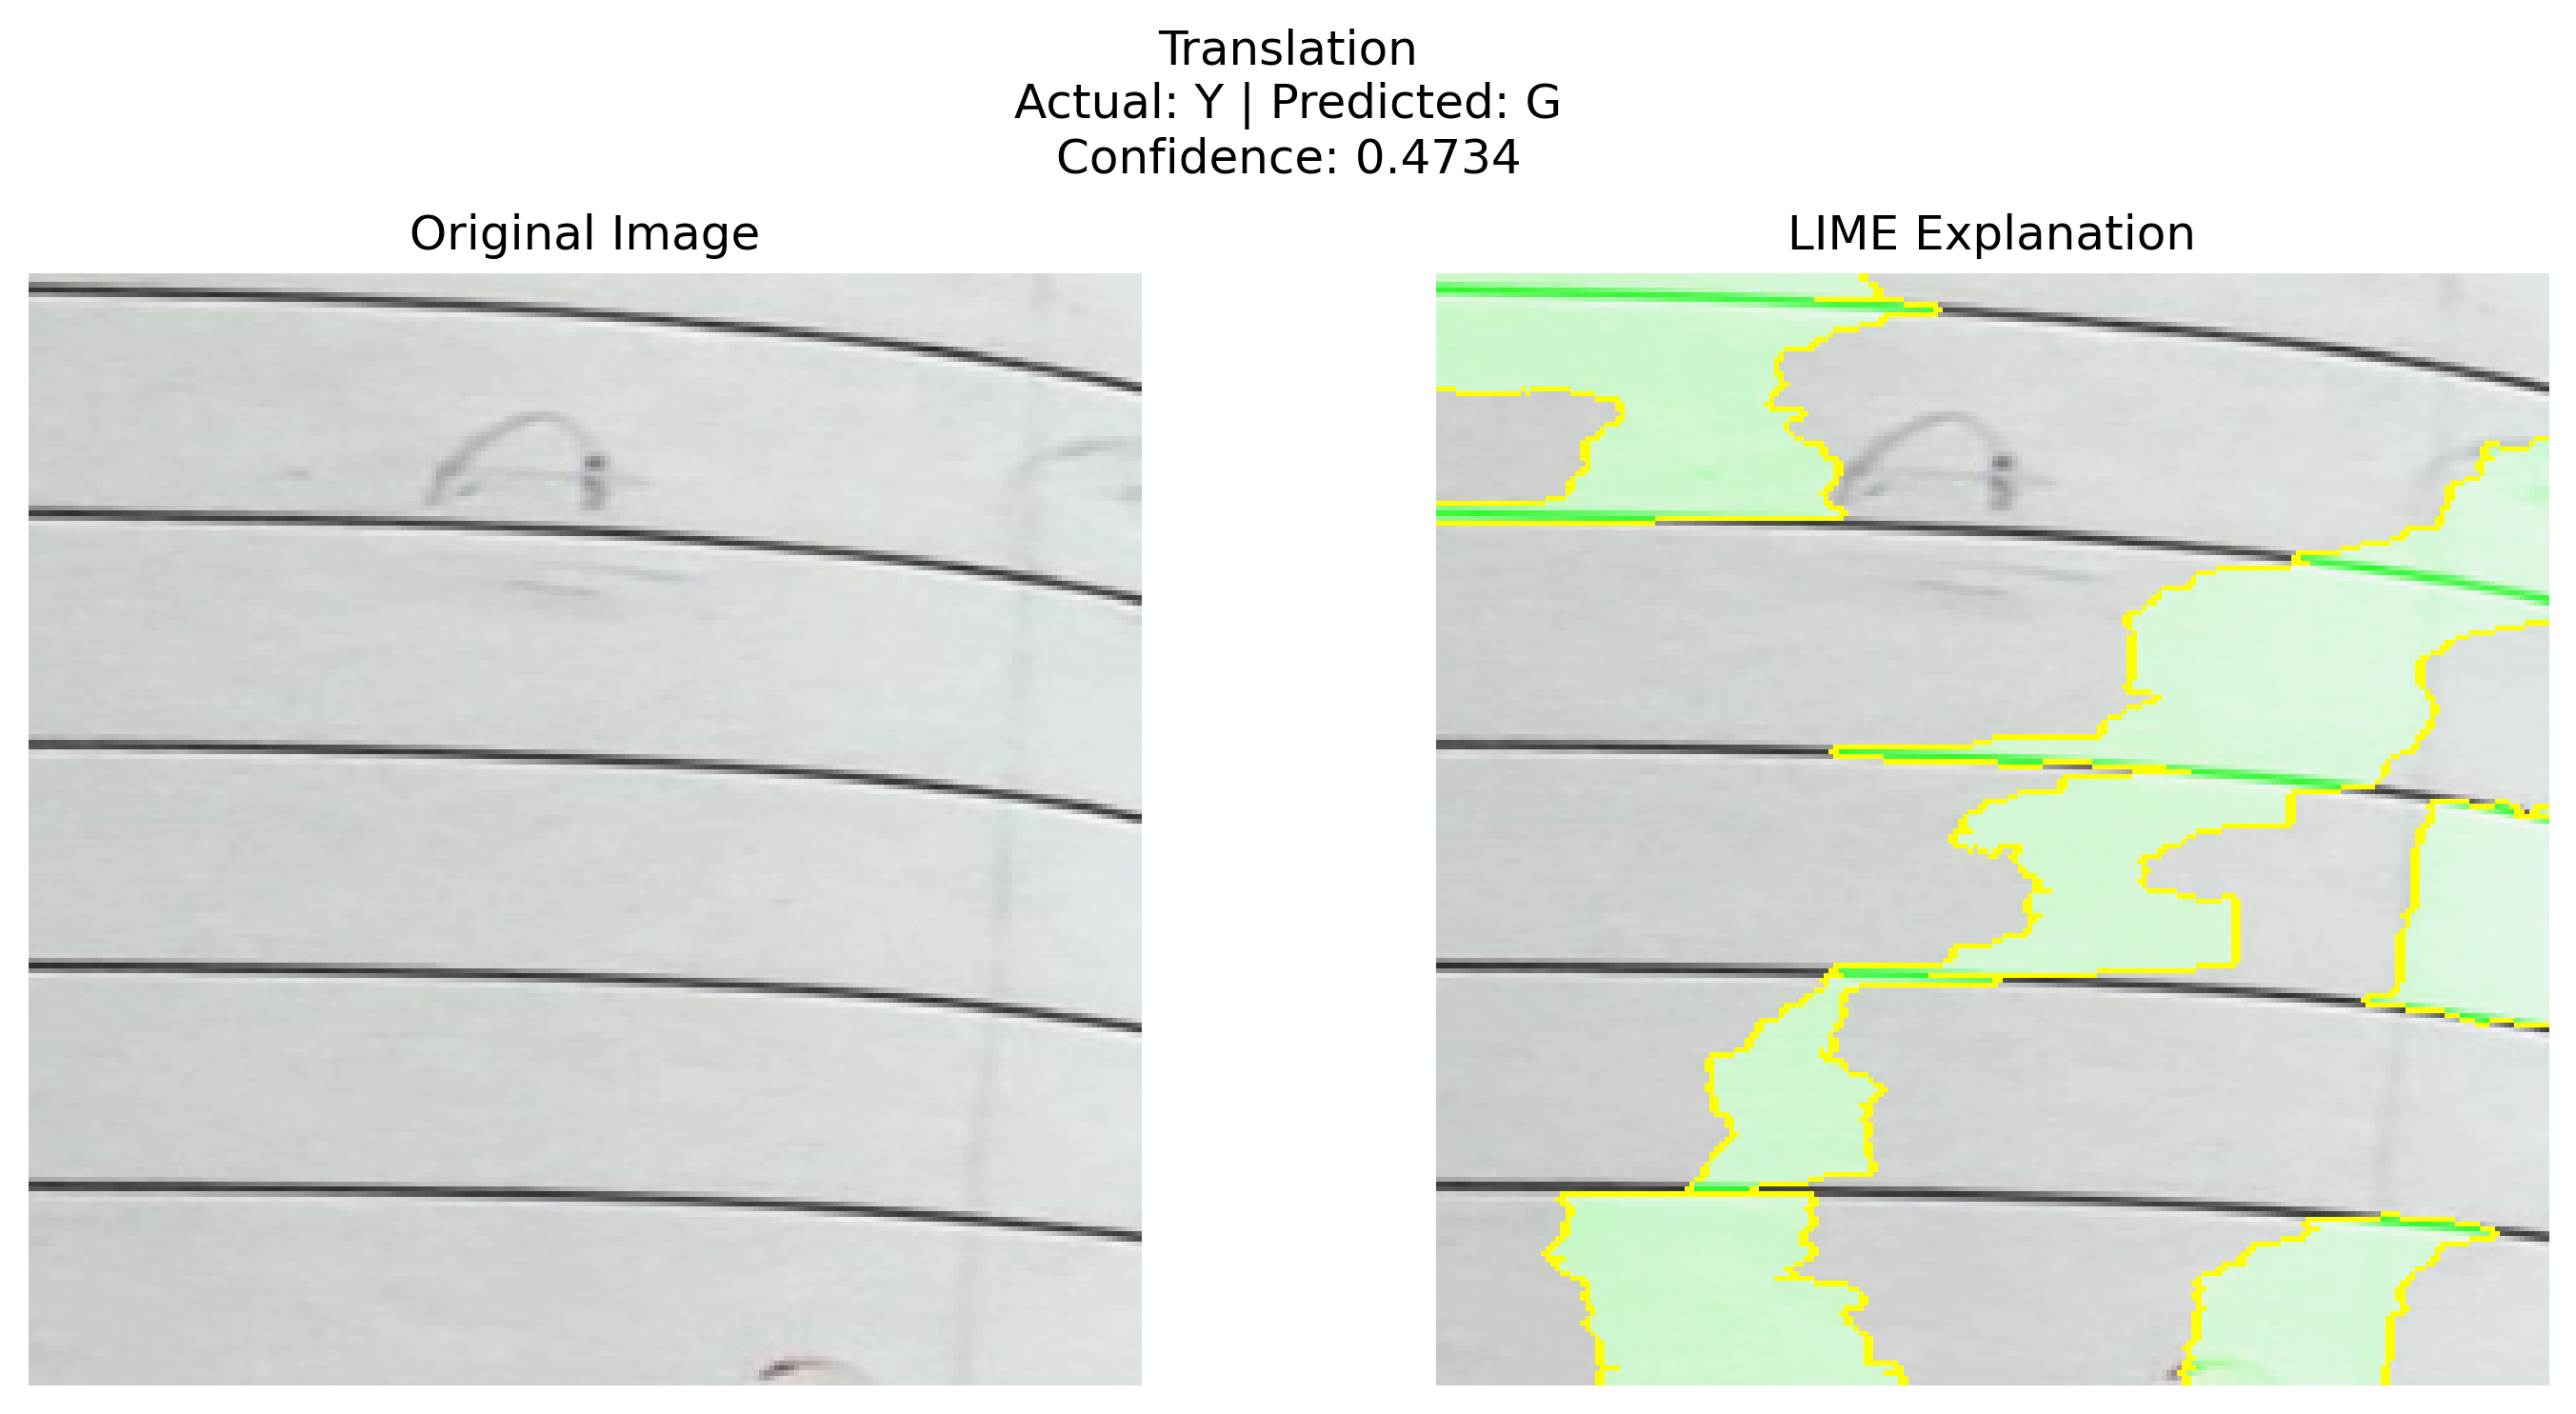 Translation
Actual: Y | Predicted: G
Confidence: 0.4734
Original Image
LIME Explanation